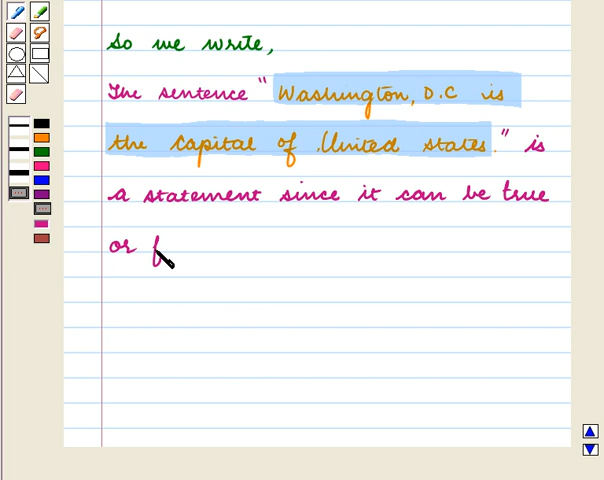 So we write,
The sentence "Washington, D.C is
the capital of United states." is
a statement since it can be true
or f